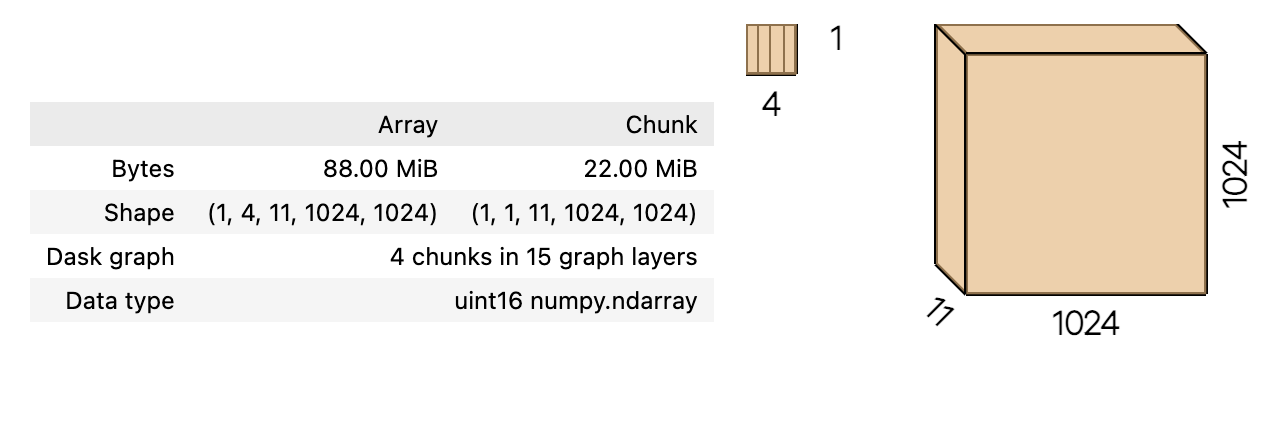 Array Chunk
Bytes 88.00 MiB 22.00 MiB
Shape (1, 4, 11, 1024, 1024) (1, 1, 11, 1024, 1024)
Dask graph 4 chunks in 15 graph layers
Data type uint16 numpy.ndarray
1
4
1024
11
1024